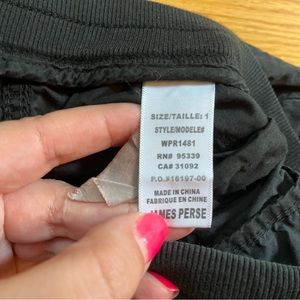 SIZE/TAILLE: 1
STYLE/MODELE#
WPR1481
RN# 95339
CA# 31092
P.O.#16197-00
MADE IN CHINA
FABRIQUE EN CHINE
JAMES PERSE